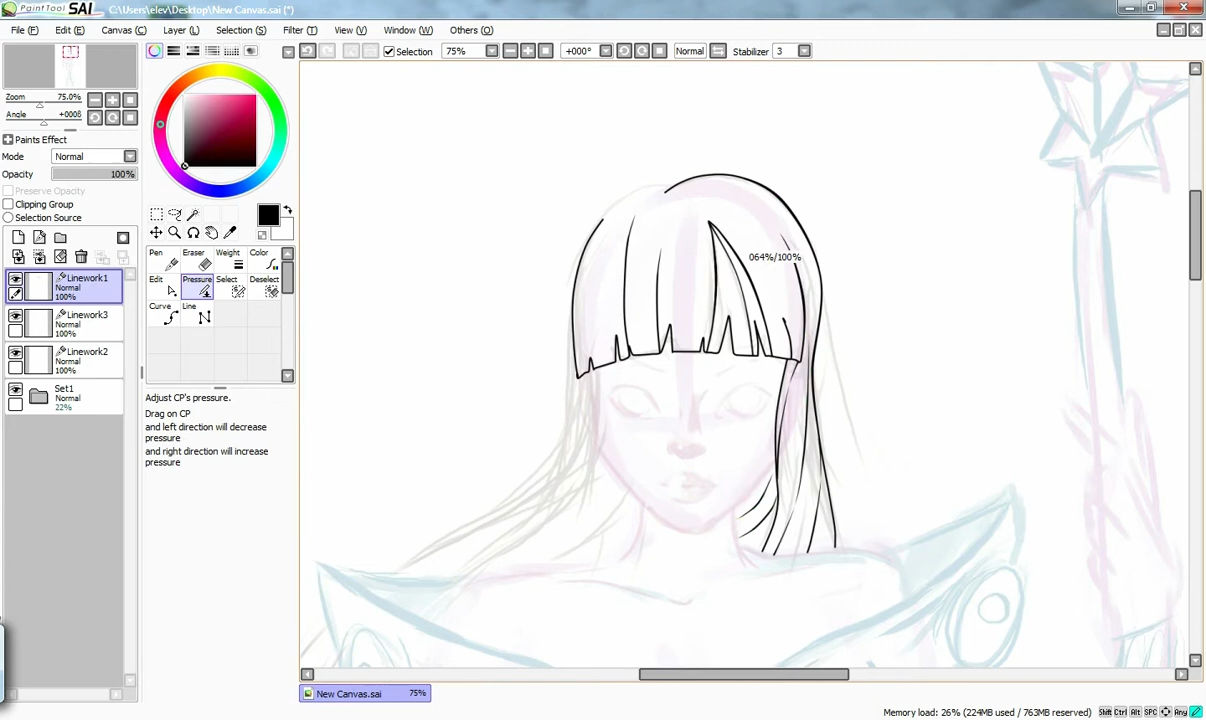 PaintTool SAI C:\Users\elev\Desktop\New Canvas.sai (*)
File (F) Edit (E) Canvas (C) Layer (L) Selection (S) Filter (T) View (V) Window (W) Others (O)
Selection 75% +000° Normal Stabilizer 3
Zoom 75.0%
Angle +0008
Paints Effect
Mode Normal
Opacity 100%
Preserve Opacity
Clipping Group
Selection Source
Linework1
Normal
100%
Linework3
Normal
100%
Linework2
Normal
100%
Set1
Normal
22%
Pen Eraser Weight Color
Edit Pressure Select Deselect
Curve Line
Adjust CP's pressure.
Drag on CP
and left direction will decrease
pressure
and right direction will increase
pressure
064%/100%
New Canvas.sai 75%
Memory load: 26% (224MB used / 763MB reserved) Shift Ctrl Alt SPC Any